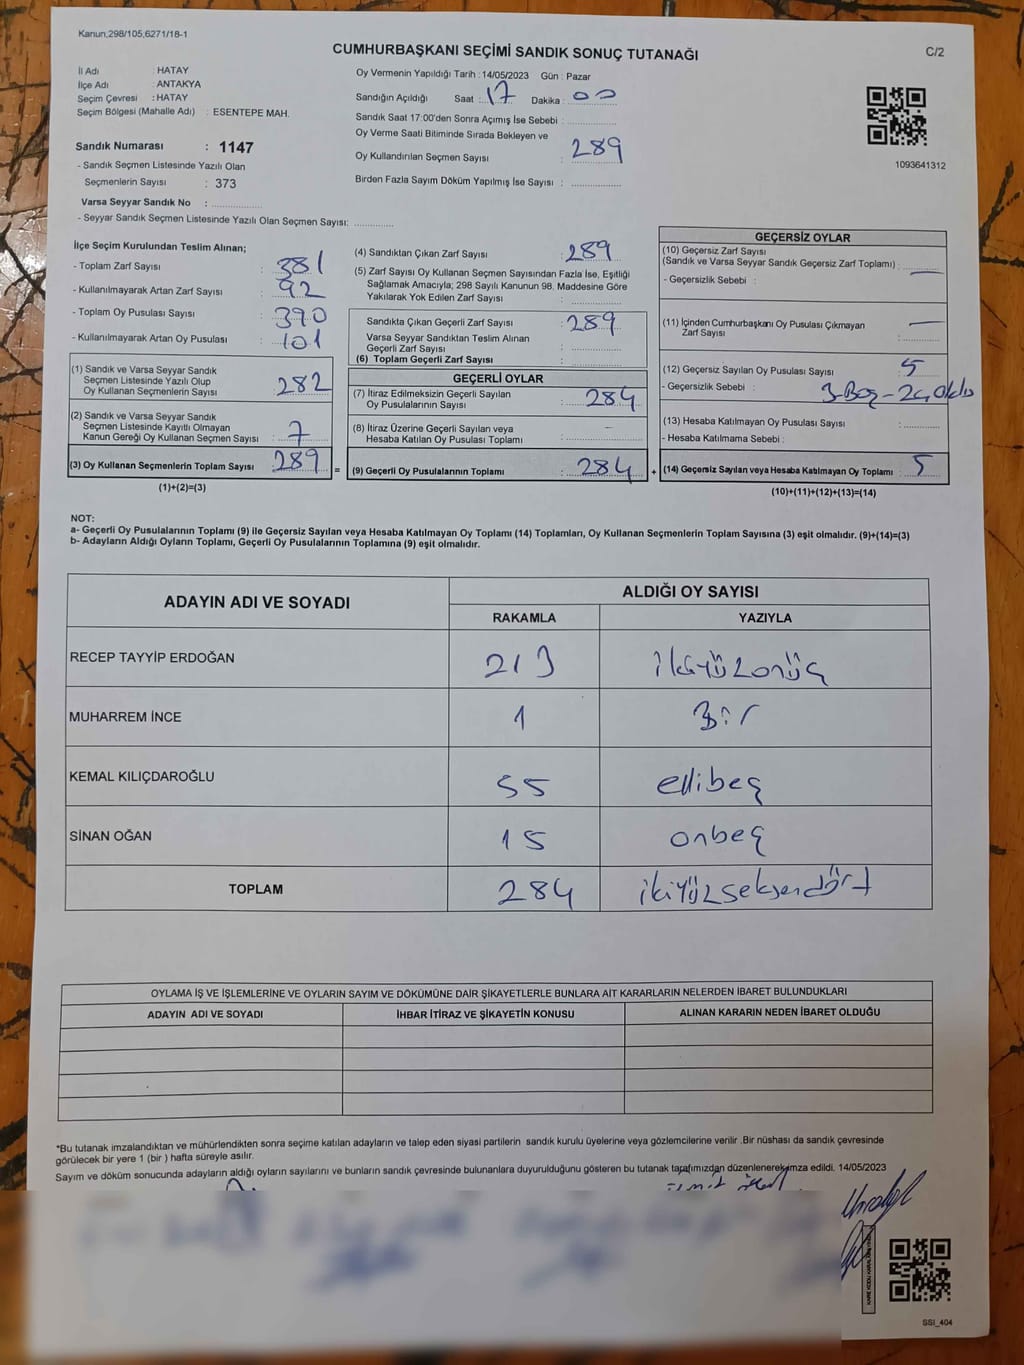 Kanun,298/105,6271/18-1
CUMHURBAŞKANI SEÇİMİ SANDIK SONUÇ TUTANAĞI
C/2
İl Adı : HATAY
İlçe Adı : ANTAKYA
Seçim Çevresi : HATAY
Seçim Bölgesi (Mahalle Adı) : ESENTEPE MAH.
Sandık Numarası : 1147
- Sandık Seçmen Listesinde Yazılı Olan
Seçmenlerin Sayısı : 373
Varsa Seyyar Sandık No :
- Seyyar Sandık Seçmen Listesinde Yazılı Olan Seçmen Sayısı:
Oy Vermenin Yapıldığı Tarih : 14/05/2023 Gün : Pazar
Sandığın Açıldığı Saat : 17 Dakika : 00
Sandık Saat 17:00'den Sonra Açımış İse Sebebi :
Oy Verme Saati Bitiminde Sırada Bekleyen ve
Oy Kullandırılan Seçmen Sayısı : 289
Birden Fazla Sayım Döküm Yapılmış İse Sayısı :
1093641312
İlçe Seçim Kurulundan Teslim Alınan;
- Toplam Zarf Sayısı : 381
- Kullanılmayarak Artan Zarf Sayısı : 92
- Toplam Oy Pusulası Sayısı : 390
- Kullanılmayarak Artan Oy Pusulası : 101
(1) Sandık ve Varsa Seyyar Sandık
Seçmen Listesinde Yazılı Olup
Oy Kullanan Seçmenlerin Sayısı : 282
(2) Sandık ve Varsa Seyyar Sandık
Seçmen Listesinde Kayıtlı Olmayan
Kanun Gereği Oy Kullanan Seçmen Sayısı : 7
(3) Oy Kullanan Seçmenlerin Toplam Sayısı : 289
(1)+(2)=(3)
(4) Sandıktan Çıkan Zarf Sayısı : 289
(5) Zarf Sayısı Oy Kullanan Seçmen Sayısından Fazla İse, Eşitliği
Sağlamak Amacıyla; 298 Sayılı Kanunun 98. Maddesine Göre
Yakılarak Yok Edilen Zarf Sayısı :
Sandıkta Çıkan Geçerli Zarf Sayısı : 289
Varsa Seyyar Sandıktan Teslim Alınan
Geçerli Zarf Sayısı :
(6) Toplam Geçerli Zarf Sayısı :
GEÇERLİ OYLAR
(7) İtiraz Edilmeksizin Geçerli Sayılan
Oy Pusulalarının Sayısı : 284
(8) İtiraz Üzerine Geçerli Sayılan veya
Hesaba Katılan Oy Pusulası Toplamı : –
= (9) Geçerli Oy Pusulalarının Toplamı : 284 +
GEÇERSİZ OYLAR
(10) Geçersiz Zarf Sayısı
(Sandık ve Varsa Seyyar Sandık Geçersiz Zarf Toplamı) : —
- Geçersizlik Sebebi :
(11) İçinden Cumhurbaşkanı Oy Pusulası Çıkmayan
Zarf Sayısı : —
(12) Geçersiz Sayılan Oy Pusulası Sayısı : 5
- Geçersizlik Sebebi : 3-Boş - 2
(13) Hesaba Katılmayan Oy Pusulası Sayısı :
- Hesaba Katılmama Sebebi :
(14) Geçersiz Sayılan veya Hesaba Katılmayan Oy Toplamı : 5
(10)+(11)+(12)+(13)=(14)
NOT:
a- Geçerli Oy Pusulalarının Toplamı (9) ile Geçersiz Sayılan veya Hesaba Katılmayan Oy Toplamı (14) Toplamları, Oy Kullanan Seçmenlerin Toplam Sayısına (3) eşit olmalıdır. (9)+(14)=(3)
b- Adayların Aldığı Oyların Toplamı, Geçerli Oy Pusulalarının Toplamına (9) eşit olmalıdır.
ADAYIN ADI VE SOYADI
ALDIĞI OY SAYISI
RAKAMLA YAZIYLA
RECEP TAYYİP ERDOĞAN 213 ikiyüzonüç
MUHARREM İNCE 1 Bir
KEMAL KILIÇDAROĞLU 55 ellibeş
SİNAN OĞAN 15 onbeş
TOPLAM 284 ikiyüzseksendört
OYLAMA İŞ VE İŞLEMLERİNE VE OYLARIN SAYIM VE DÖKÜMÜNE DAİR ŞİKAYETLERLE BUNLARA AİT KARARLARIN NELERDEN İBARET BULUNDUKLARI
ADAYIN ADI VE SOYADI İHBAR İTİRAZ VE ŞİKAYETİN KONUSU ALINAN KARARIN NEDEN İBARET OLDUĞU
*Bu tutanak imzalandıktan ve mühürlendikten sonra seçime katılan adayların ve talep eden siyasi partilerin sandık kurulu üyelerine veya gözlemcilerine verilir .Bir nüshası da sandık çevresinde
görülecek bir yere 1 (bir ) hafta süreyle asılır.
Sayım ve döküm sonucunda adayların aldığı oyların sayılarını ve bunların sandık çevresinde bulunanlara duyurulduğunu gösteren bu tutanak tarafımızdan düzenlenerek imza edildi. 14/05/2023
SSI_404